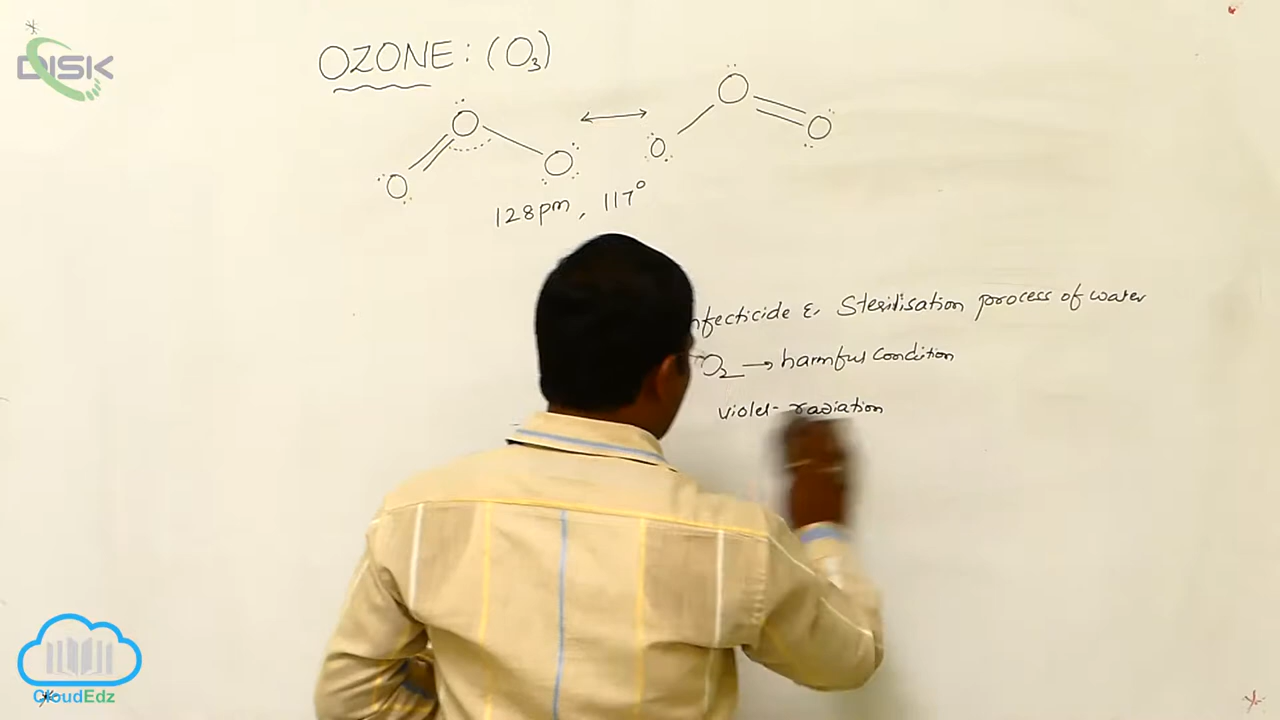 DISK
OZONE: (O3)
O O O ↔ O O O
128pm, 117°
nfecticide & Sterilisation process of water
O2 → harmful condition
violet- radiation
CloudEdz